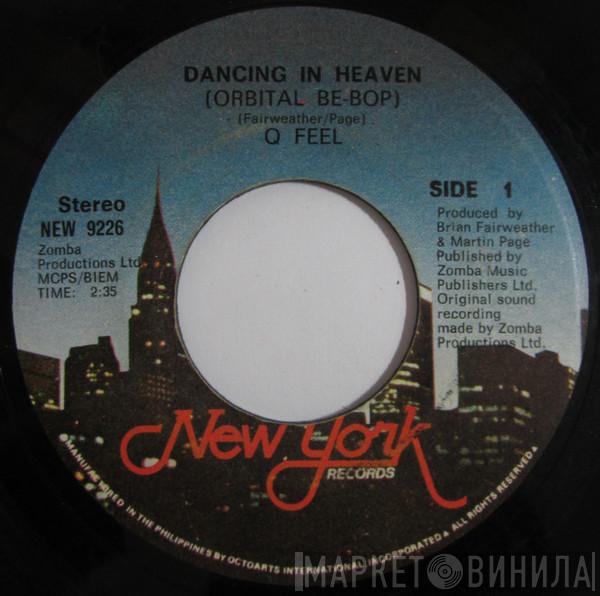 DANCING IN HEAVEN
(ORBITAL BE-BOP)
(Fairweather/Page)
Q FEEL
Stereo
NEW 9226
Zomba
Productions Ltd
MCPS/BIEM
TIME: 2:35
SIDE 1
Produced by
Brian Fairweather
& Martin Page
Published by
Zomba Music
Publishers Ltd.
Original sound
recording
made by Zomba
Productions Ltd.
New York
RECORDS
MANUFACTURED IN THE PHILIPPINES BY OCTOARTS INTERNATIONAL INCORPORATED ▲ ALL RIGHTS RESERVED ▲
МАРКЕТ ВИНИЛА